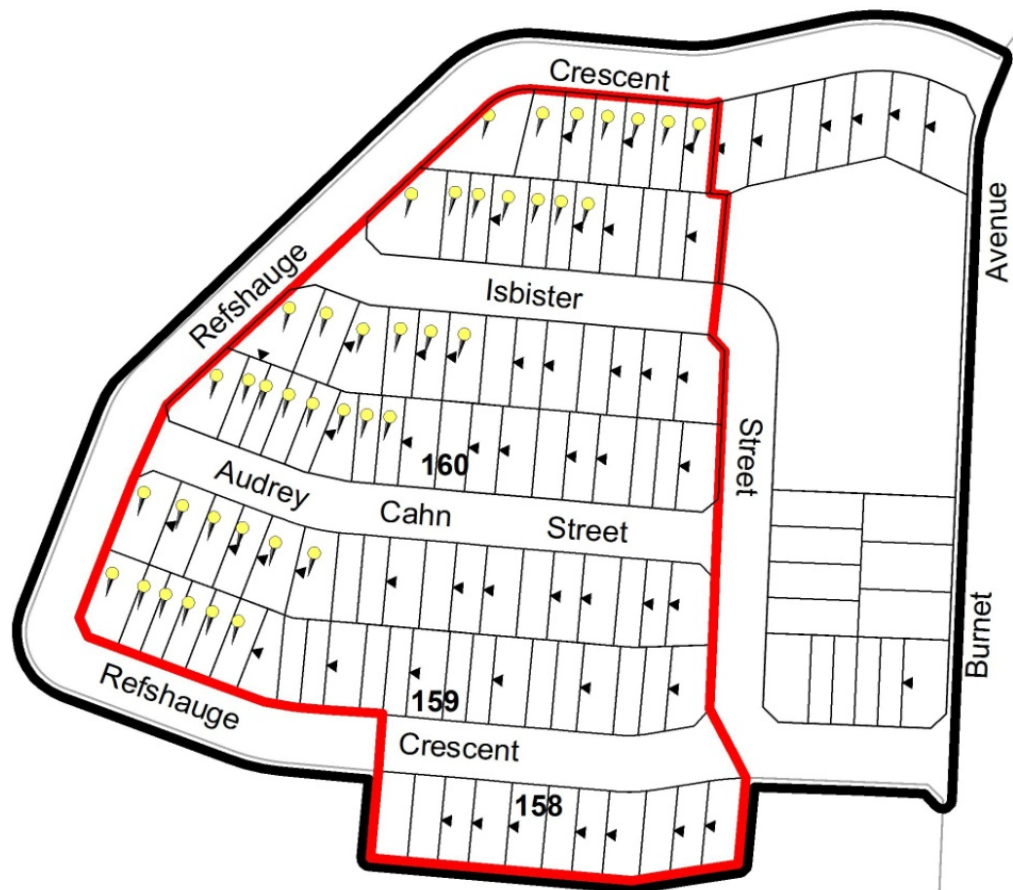 Crescent
Refshauge
Isbister
Avenue
Street
160
Audrey Cahn Street
Burnet
Refshauge
159
Crescent
158